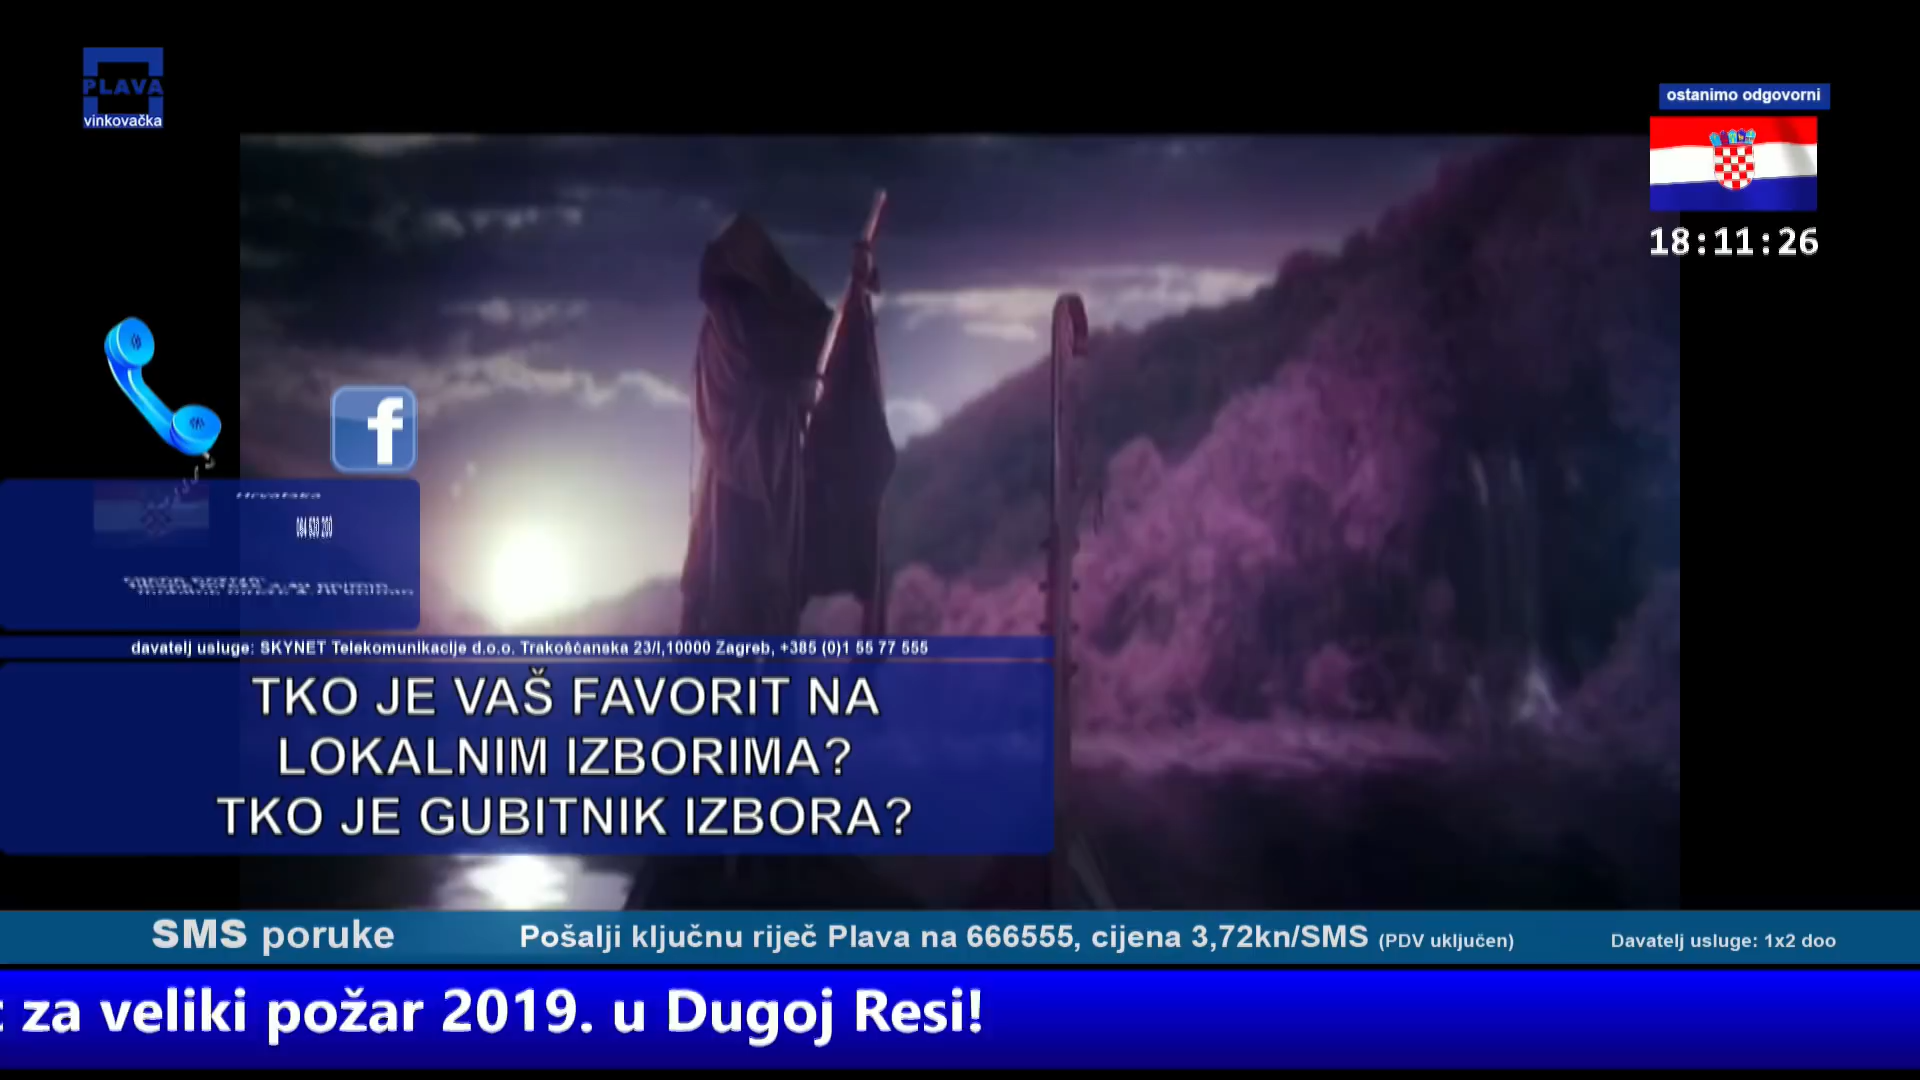 PLAVA
vinkovačka
ostanimo odgovorni
18:11:26
f
Hrvatska
davatelj usluge: SKYNET Telekomunikacije d.o.o. Trakošćanska 23/I,10000 Zagreb, +385 (0)1 55 77 555
TKO JE VAŠ FAVORIT NA
LOKALNIM IZBORIMA?
TKO JE GUBITNIK IZBORA?
SMS poruke
Pošalji ključnu riječ Plava na 666555, cijena 3,72kn/SMS (PDV uključen)
Davatelj usluge: 1x2 doo
za veliki požar 2019. u Dugoj Resi!